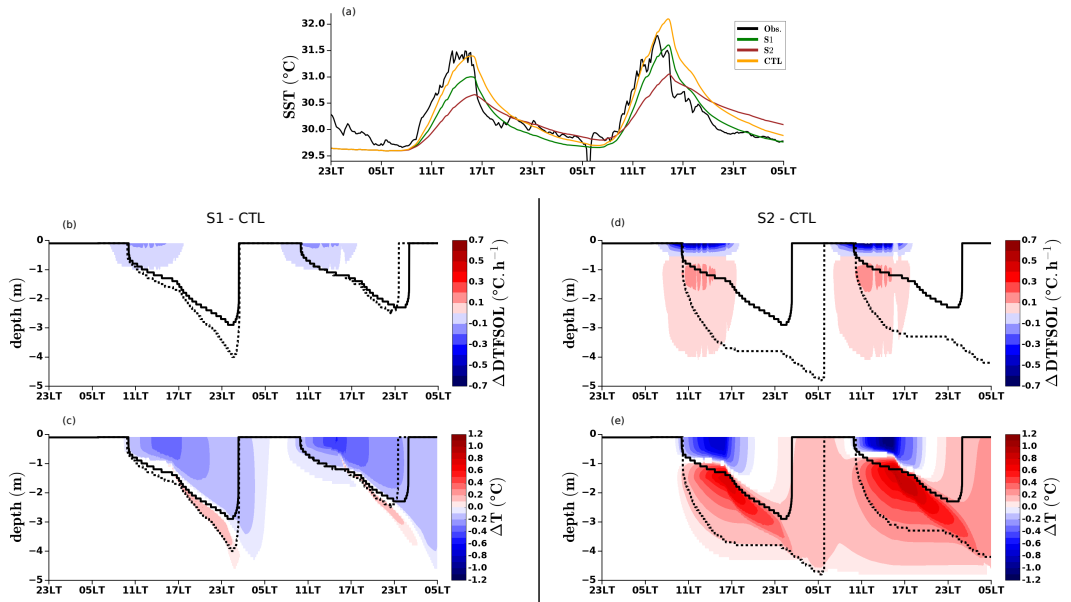 (a)
SST (°C)
32.0
31.5
31.0
30.5
30.0
29.5
Obs.
S1
S2
CTL
23LT 05LT 11LT 17LT 23LT 05LT 11LT 17LT 23LT 05LT
S1 - CTL
(b)
depth (m)
0
−1
−2
−3
−4
−5
23LT 05LT 11LT 17LT 23LT 05LT 11LT 17LT 23LT 05LT
0.7
0.5
0.3
0.1
-0.1
-0.3
-0.5
-0.7
Δ DTFSOL (°C. h⁻¹)
(c)
depth (m)
0
−1
−2
−3
−4
−5
23LT 05LT 11LT 17LT 23LT 05LT 11LT 17LT 23LT 05LT
1.2
1.0
0.8
0.6
0.4
0.2
-0.2
-0.4
-0.6
-0.8
-1.0
-1.2
ΔT (°C)
S2 - CTL
(d)
depth (m)
0
−1
−2
−3
−4
−5
23LT 05LT 11LT 17LT 23LT 05LT 11LT 17LT 23LT 05LT
0.7
0.5
0.3
0.1
-0.1
-0.3
-0.5
-0.7
Δ DTFSOL (°C. h⁻¹)
(e)
depth (m)
0
−1
−2
−3
−4
−5
23LT 05LT 11LT 17LT 23LT 05LT 11LT 17LT 23LT 05LT
1.2
1.0
0.8
0.6
0.4
0.2
-0.2
-0.4
-0.6
-0.8
-1.0
-1.2
ΔT (°C)